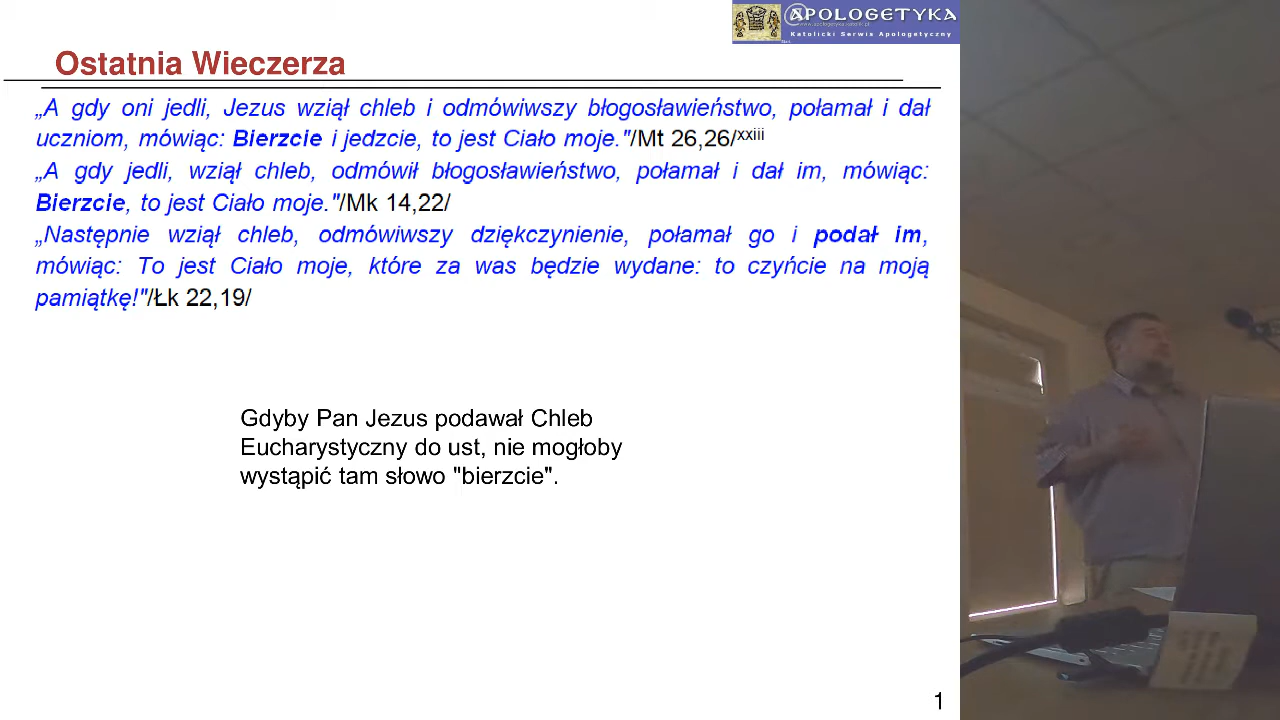 @POLOGETYKA
www.apologetyka.katolik.pl
Katolicki Serwis Apologetyczny
Ostatnia Wieczerza
„A gdy oni jedli, Jezus wziął chleb i odmówiwszy błogosławieństwo, połamał i dał
uczniom, mówiąc: Bierzcie i jedzcie, to jest Ciało moje."/Mt 26,26/xxiii
„A gdy jedli, wziął chleb, odmówił błogosławieństwo, połamał i dał im, mówiąc:
Bierzcie, to jest Ciało moje."/Mk 14,22/
„Następnie wziął chleb, odmówiwszy dziękczynienie, połamał go i podał im,
mówiąc: To jest Ciało moje, które za was będzie wydane: to czyńcie na moją
pamiątkę!"/Łk 22,19/
Gdyby Pan Jezus podawał Chleb
Eucharystyczny do ust, nie mogłoby
wystąpić tam słowo "bierzcie".
1